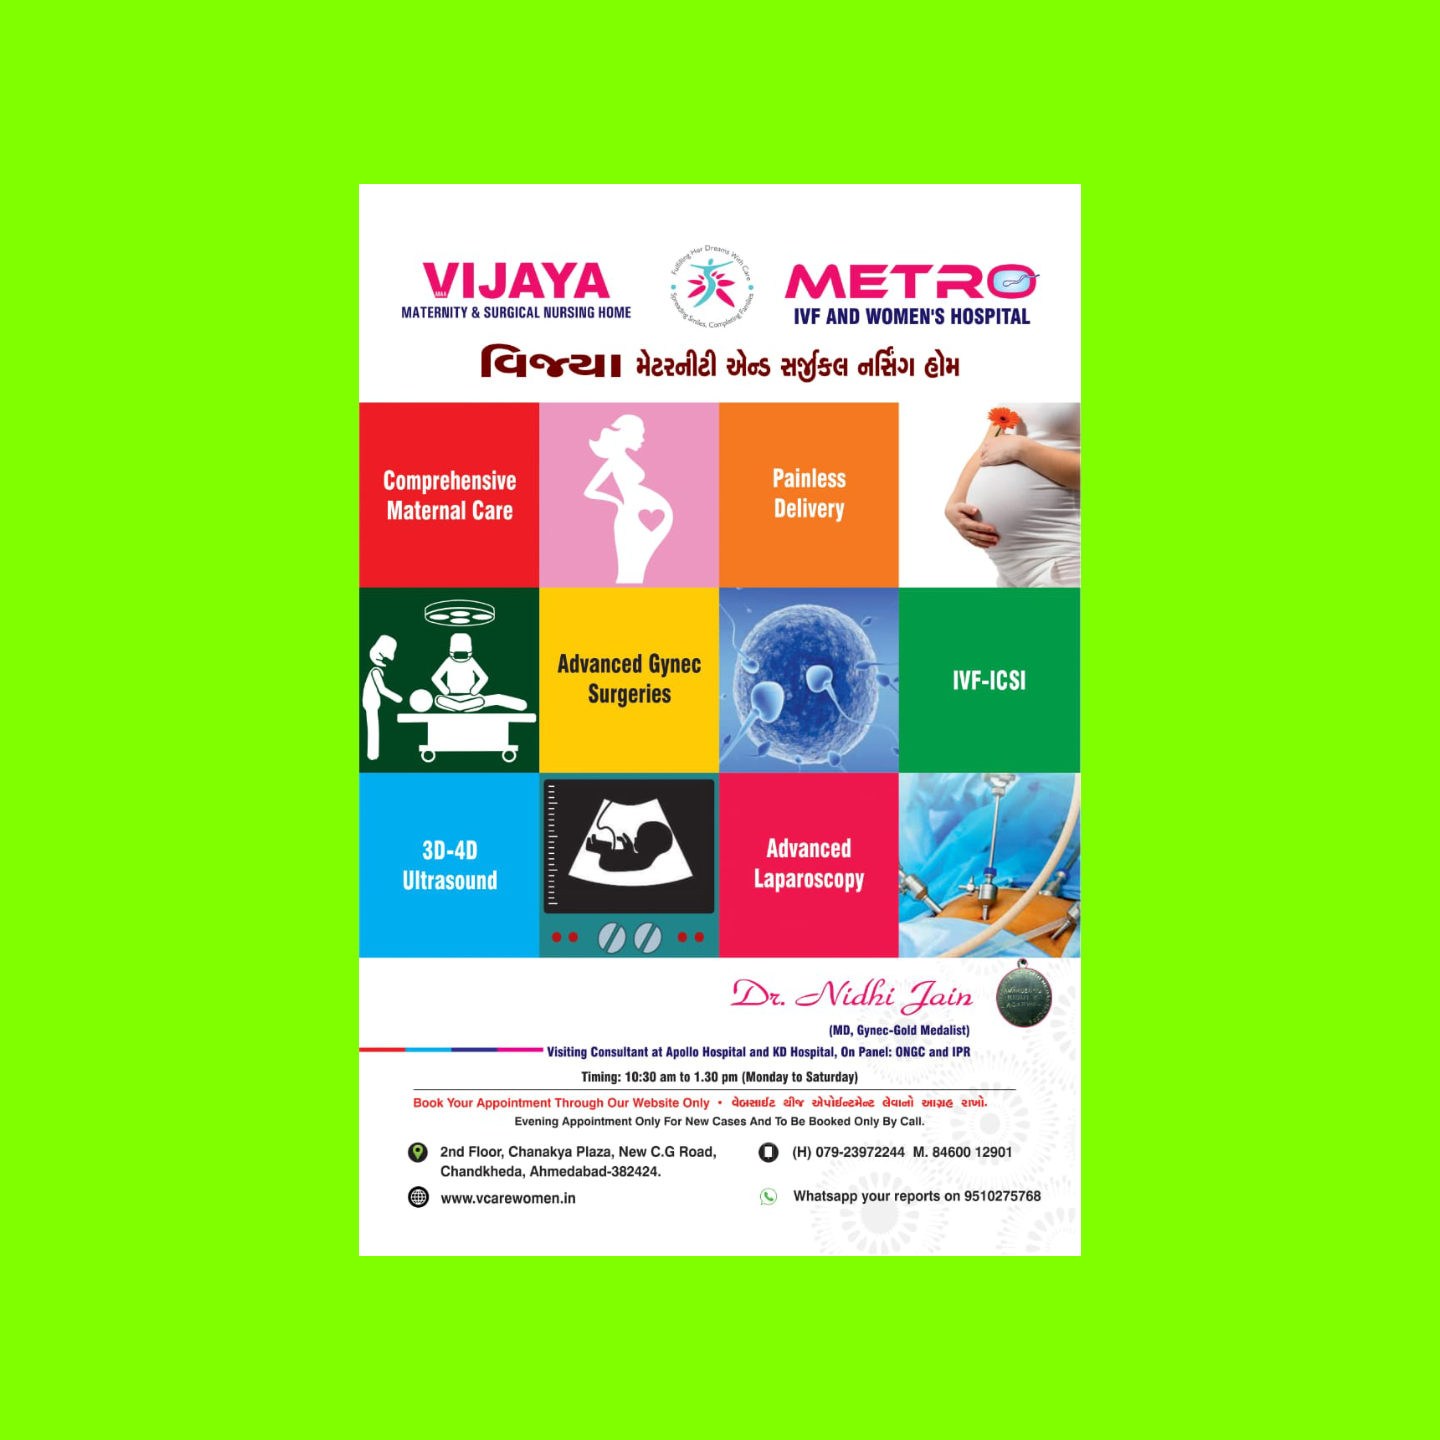 VIJAYA
MAX
MATERNITY & SURGICAL NURSING HOME
Fulfilling Her Dreams With Care
Spreading Smiles, Completing Families
METRO
IVF AND WOMEN'S HOSPITAL
વિજયા મેટરનીટી એન્ડ સર્જીકલ નર્સિંગ હોમ
Comprehensive
Maternal Care
Painless
Delivery
Advanced Gynec
Surgeries
IVF-ICSI
3D-4D
Ultrasound
Advanced
Laparoscopy
Dr. Nidhi Jain
(MD, Gynec-Gold Medalist)
Visiting Consultant at Apollo Hospital and KD Hospital, On Panel: ONGC and IPR
Timing: 10:30 am to 1.30 pm (Monday to Saturday)
Book Your Appointment Through Our Website Only • વેબસાઈટ થીજ એપોઈન્ટમેન્ટ લેવાનો આગ્રહ રાખો.
Evening Appointment Only For New Cases And To Be Booked Only By Call.
2nd Floor, Chanakya Plaza, New C.G Road,
Chandkheda, Ahmedabad-382424.
www.vcarewomen.in
(H) 079-23972244 M. 84600 12901
Whatsapp your reports on 9510275768